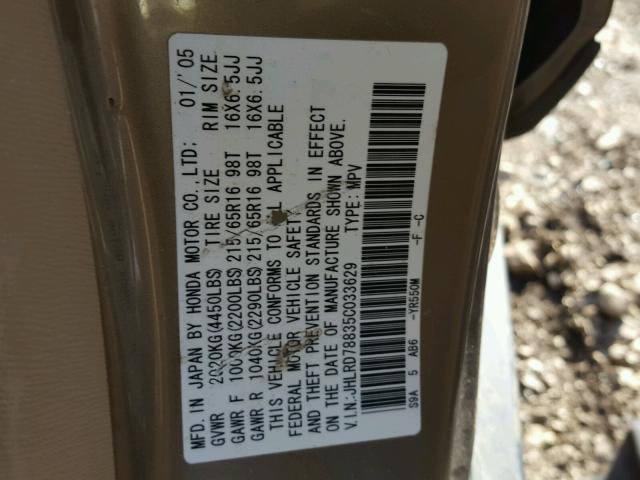 MFD. IN JAPAN BY HONDA MOTOR CO., LTD: 01/'05
GVWR 2020KG(4450LBS) TIRE SIZE RIM SIZE
GAWR F 1000KG(2200LBS) 215/65R16 98T 16X6.5JJ
GAWR R 1040KG(2290LBS) 215/65R16 98T 16X6.5JJ
THIS VEHICLE CONFORMS TO ALL APPLICABLE
FEDERAL MOTOR VEHICLE SAFETY
AND THEFT PREVENTION STANDARDS IN EFFECT
ON THE DATE OF MANUFACTURE SHOWN ABOVE.
V.I.N.:JHLRD78835C033629 TYPE: MPV
S9A 5 AB6 -YR550M -F -C